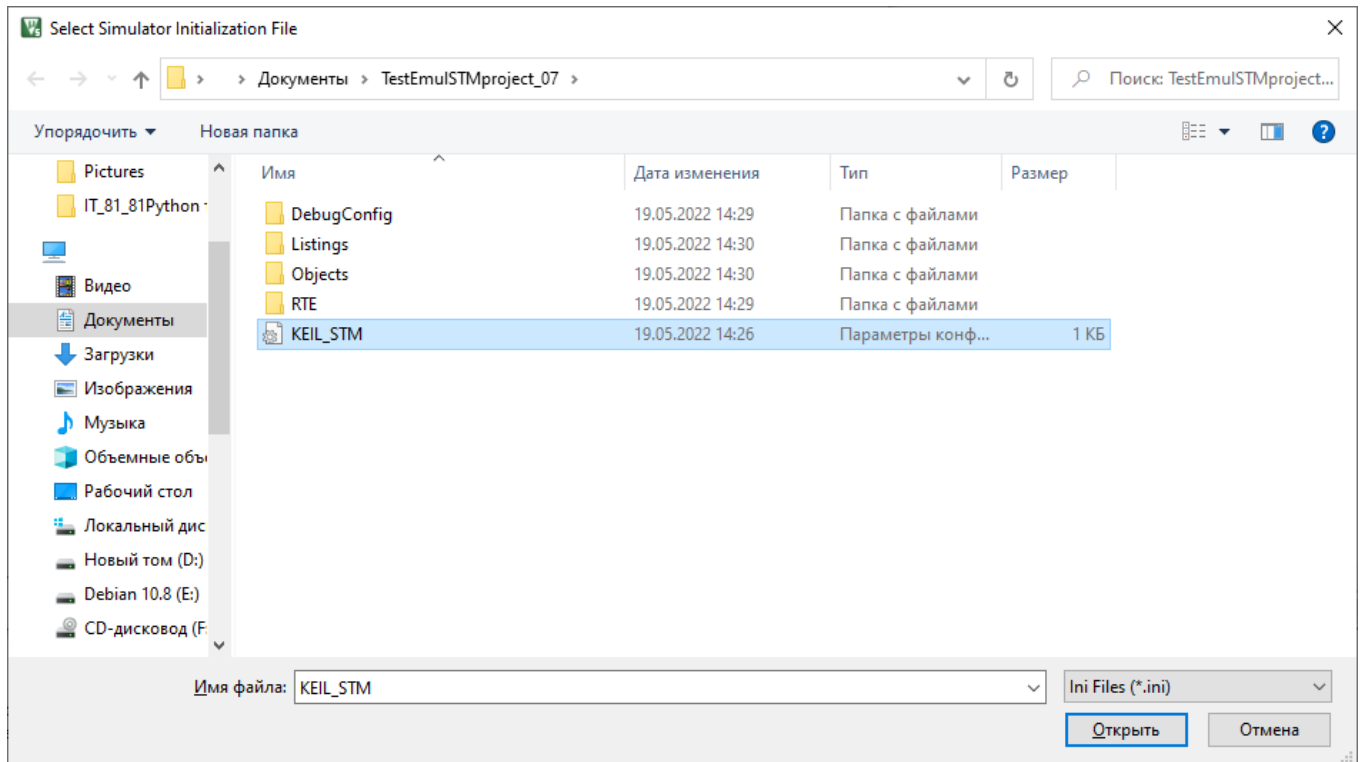 Select Simulator Initialization File
Документы TestEmulSTMproject_07 Поиск: TestEmulSTMproject...
Упорядочить Новая папка
Pictures
IT_81_81Python
Видео
Документы
Загрузки
Изображения
Музыка
Объемные объ
Рабочий стол
Локальный дис
Новый том (D:)
Debian 10.8 (E:)
CD-дисковод (F:
Имя Дата изменения Тип Размер
DebugConfig 19.05.2022 14:29 Папка с файлами
Listings 19.05.2022 14:30 Папка с файлами
Objects 19.05.2022 14:30 Папка с файлами
RTE 19.05.2022 14:29 Папка с файлами
KEIL_STM 19.05.2022 14:26 Параметры конф... 1 КБ
Имя файла: KEIL_STM Ini Files (*.ini)
Открыть Отмена